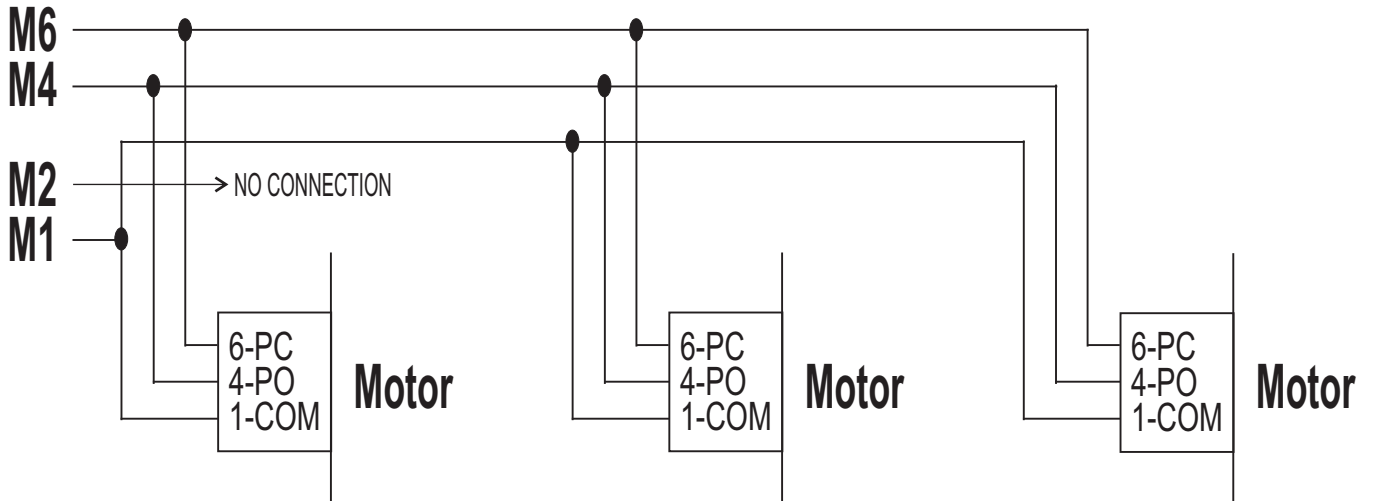 M6
M4
M2
NO CONNECTION
M1
6-PC
4-PO
1-COM
Motor
6-PC
4-PO
1-COM
Motor
6-PC
4-PO
1-COM
Motor